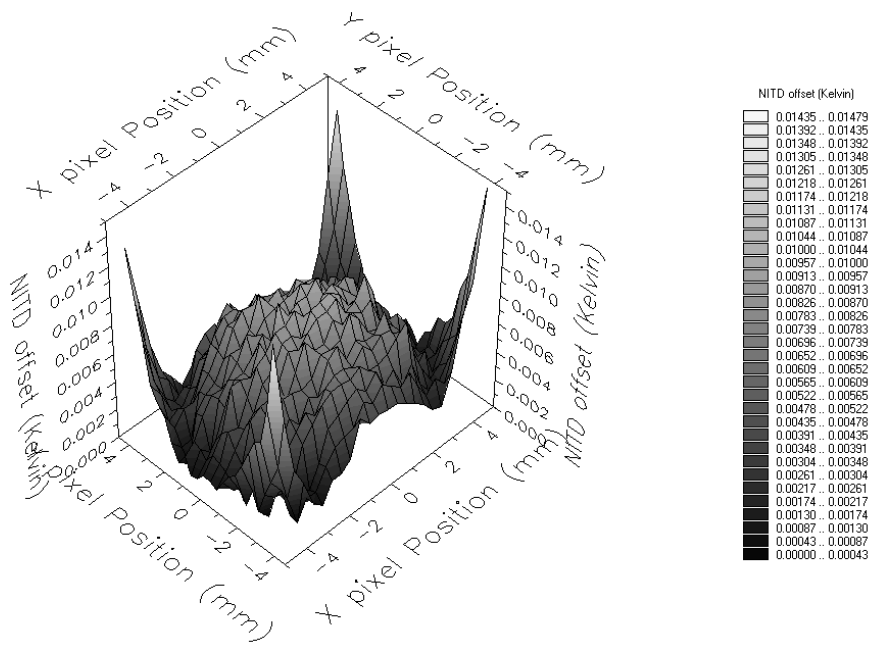 X pixel Position (mm)
-4 -2 0 2 4
Y pixel Position (mm)
4 2 0 -2 -4
NITD offset (Kelvin)
0.014
0.012
0.010
0.008
0.006
0.004
0.002
0.000
NITD offset (Kelvin)
0.014
0.012
0.010
0.008
0.006
0.004
0.002
0.000
pixel Position (mm)
4 2 0 -2 -4
X pixel Position (mm)
-4 -2 0 2 4
NITD offset (Kelvin)
0.01435 .. 0.01479
0.01392 .. 0.01435
0.01348 .. 0.01392
0.01305 .. 0.01348
0.01261 .. 0.01305
0.01218 .. 0.01261
0.01174 .. 0.01218
0.01131 .. 0.01174
0.01087 .. 0.01131
0.01044 .. 0.01087
0.01000 .. 0.01044
0.00957 .. 0.01000
0.00913 .. 0.00957
0.00870 .. 0.00913
0.00826 .. 0.00870
0.00783 .. 0.00826
0.00739 .. 0.00783
0.00696 .. 0.00739
0.00652 .. 0.00696
0.00609 .. 0.00652
0.00565 .. 0.00609
0.00522 .. 0.00565
0.00478 .. 0.00522
0.00435 .. 0.00478
0.00391 .. 0.00435
0.00348 .. 0.00391
0.00304 .. 0.00348
0.00261 .. 0.00304
0.00217 .. 0.00261
0.00174 .. 0.00217
0.00130 .. 0.00174
0.00087 .. 0.00130
0.00043 .. 0.00087
0.00000 .. 0.00043